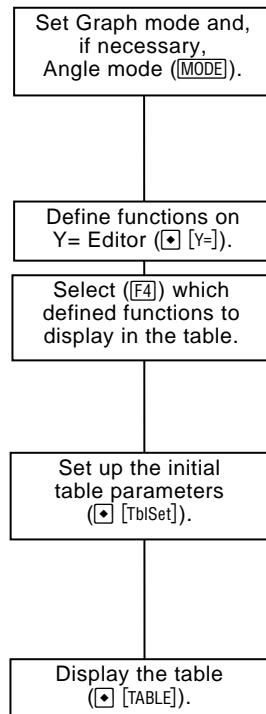 Set Graph mode and,
if necessary,
Angle mode (MODE).
Define functions on
Y= Editor (◆ [Y=]).
Select (F4) which
defined functions to
display in the table.
Set up the initial
table parameters
(◆ [TblSet]).
Display the table
(◆ [TABLE]).